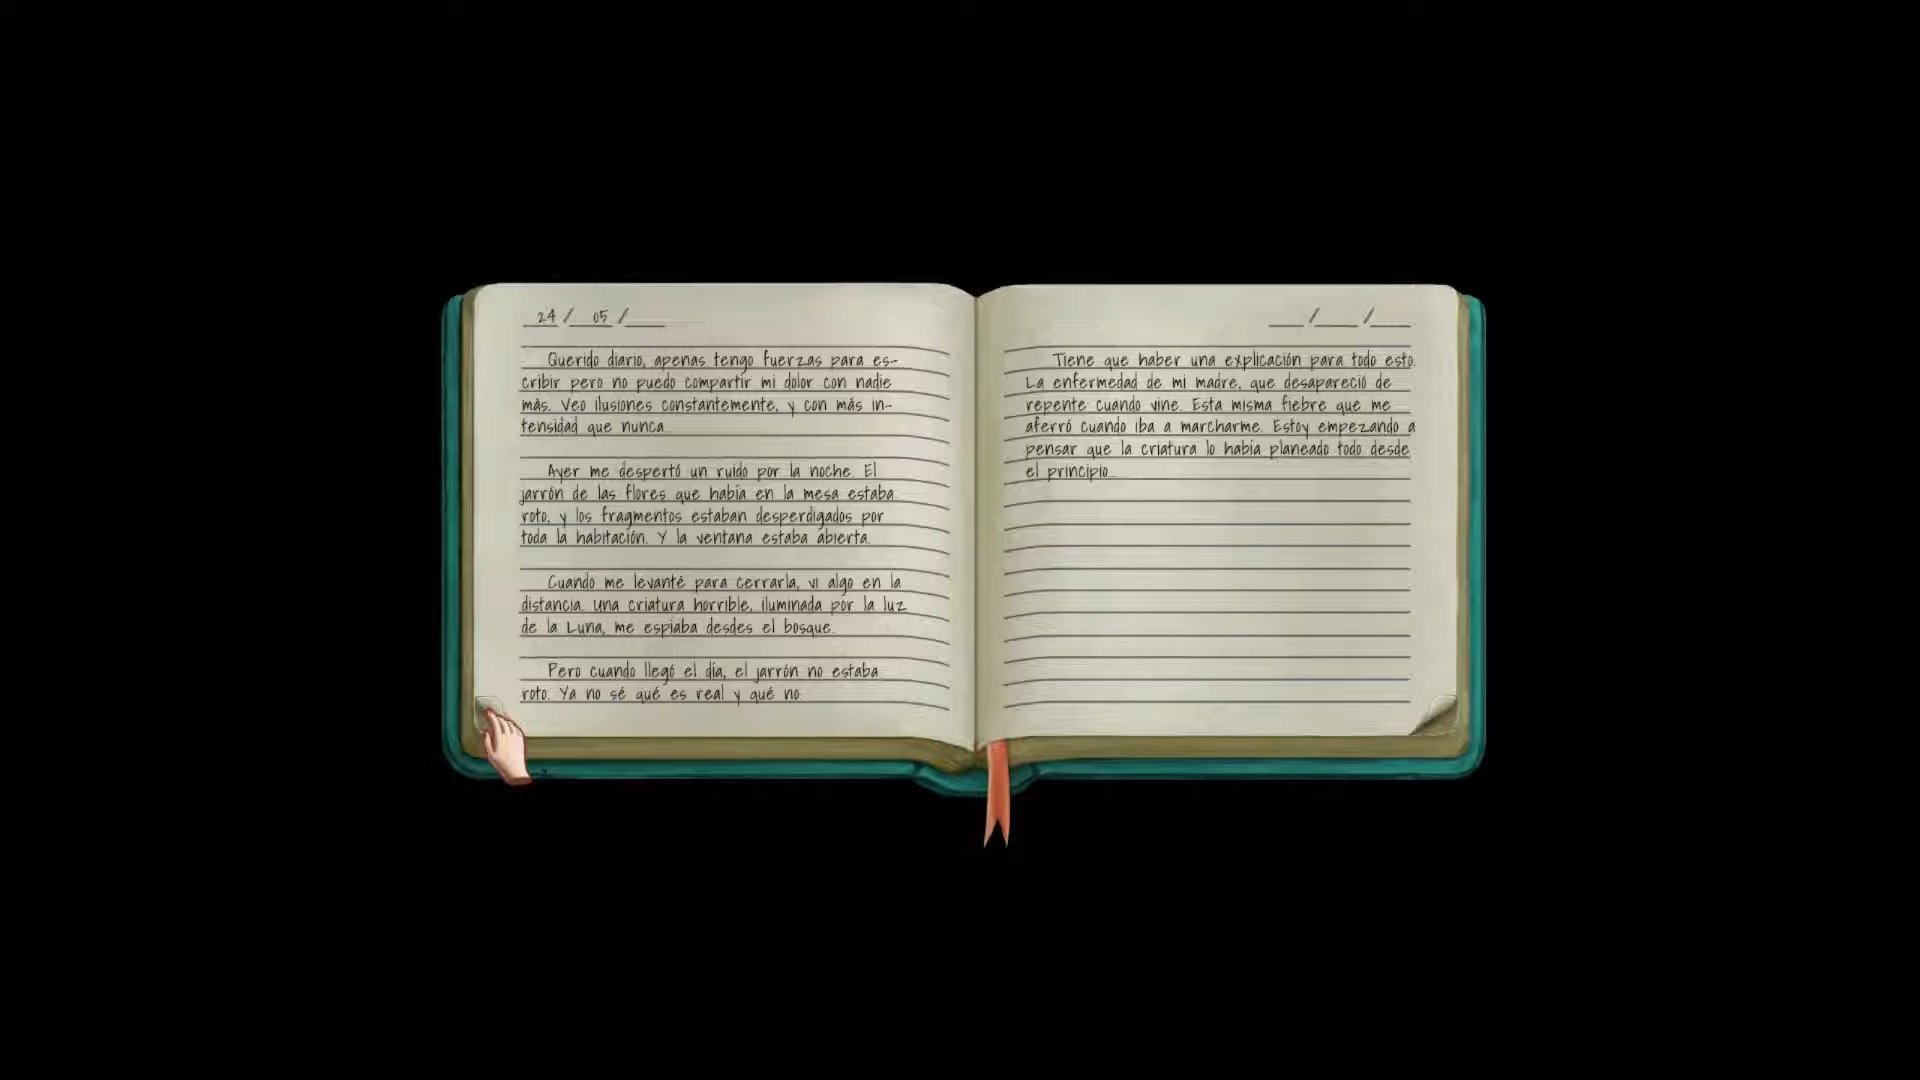 24 / 05 /
Querido diario, apenas tengo fuerzas para es-
cribir pero no puedo compartir mi dolor con nadie
más. Veo ilusiones constantemente, y con más in-
tensidad que nunca...
Ayer me despertó un ruido por la noche. El
jarrón de las flores que había en la mesa estaba
roto, y los fragmentos estaban desperdigados por
toda la habitación. Y la ventana estaba abierta.
Cuando me levanté para cerrarla, vi algo en la
distancia. Una criatura horrible, iluminada por la luz
de la Luna, me espiaba desdes el bosque.
Pero cuando llegó el día, el jarrón no estaba
roto. Ya no sé qué es real y qué no.
/ /
Tiene que haber una explicación para todo esto.
La enfermedad de mi madre, que desapareció de
repente cuando vine. Esta misma fiebre que me
aferró cuando iba a marcharme. Estoy empezando a
pensar que la criatura lo había planeado todo desde
el principio...